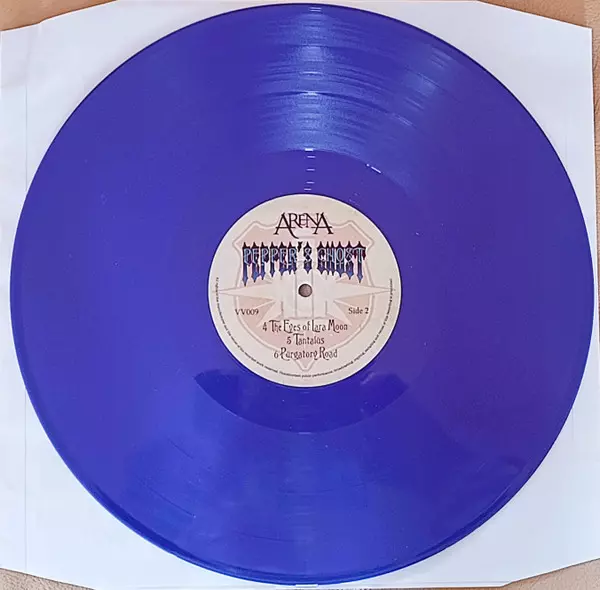 ARENA
PEPPER'S GHOST
VV009
Side 2
4 The Eyes of Lara Moon
5 Tantalus
6 Purgatory Road